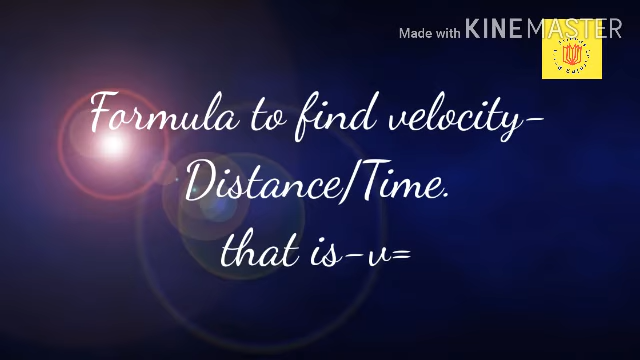 Made with KINEMASTER
Formula to find velocity-
Distance/Time.
that is-v=